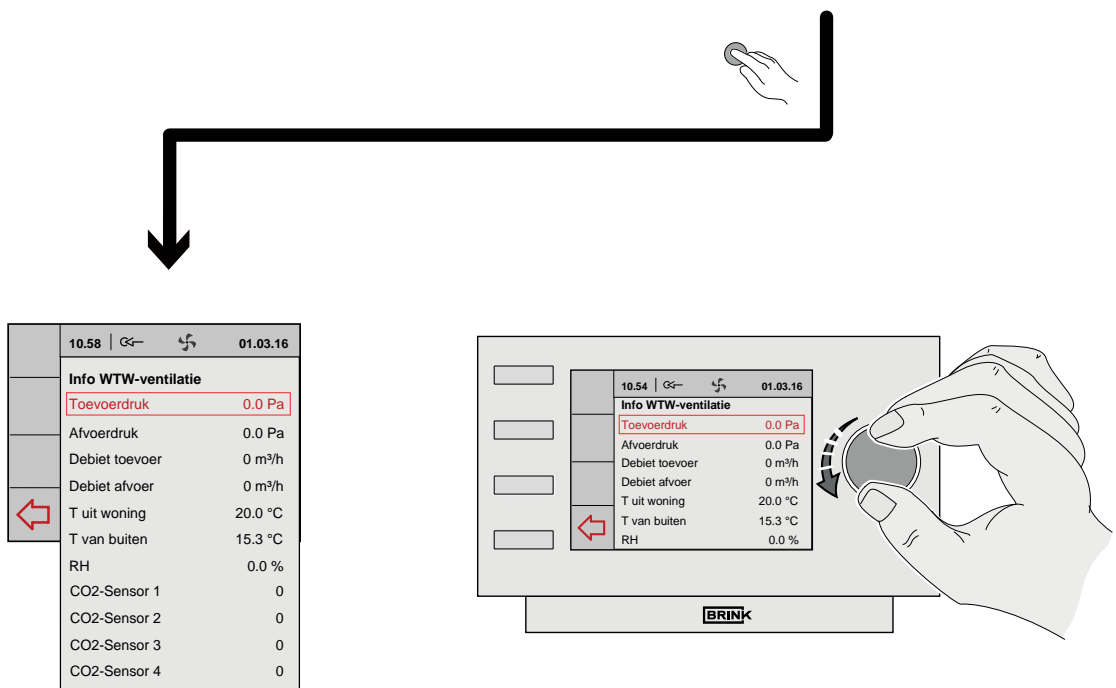 10.58 01.03.16
Info WTW-ventilatie
Toevoerdruk 0.0 Pa
Afvoerdruk 0.0 Pa
Debiet toevoer 0 m³/h
Debiet afvoer 0 m³/h
T uit woning 20.0 °C
T van buiten 15.3 °C
RH 0.0 %
CO2-Sensor 1 0
CO2-Sensor 2 0
CO2-Sensor 3 0
CO2-Sensor 4 0
10.54 01.03.16
Info WTW-ventilatie
Toevoerdruk 0.0 Pa
Afvoerdruk 0.0 Pa
Debiet toevoer 0 m³/h
Debiet afvoer 0 m³/h
T uit woning 20.0 °C
T van buiten 15.3 °C
RH 0.0 %
BRINK